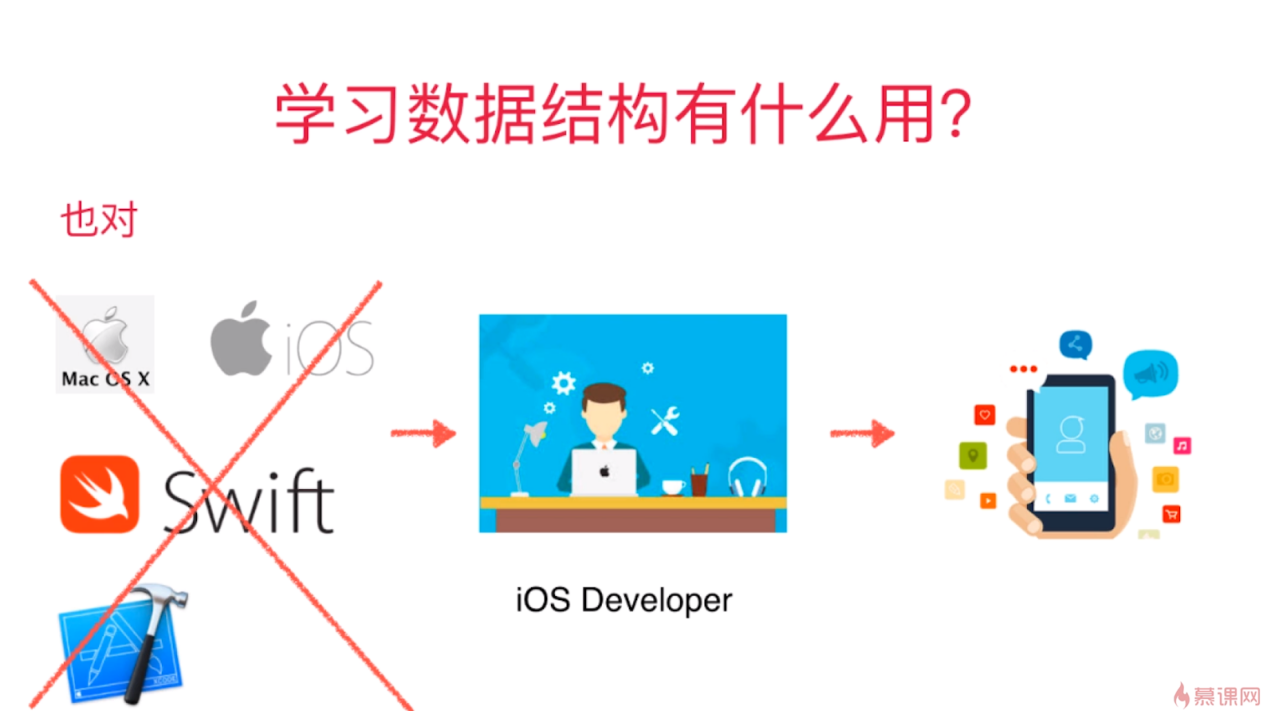 学习数据结构有什么用?
也对
Mac OS X
iOS
Swift
XCODE
iOS Developer
慕课网